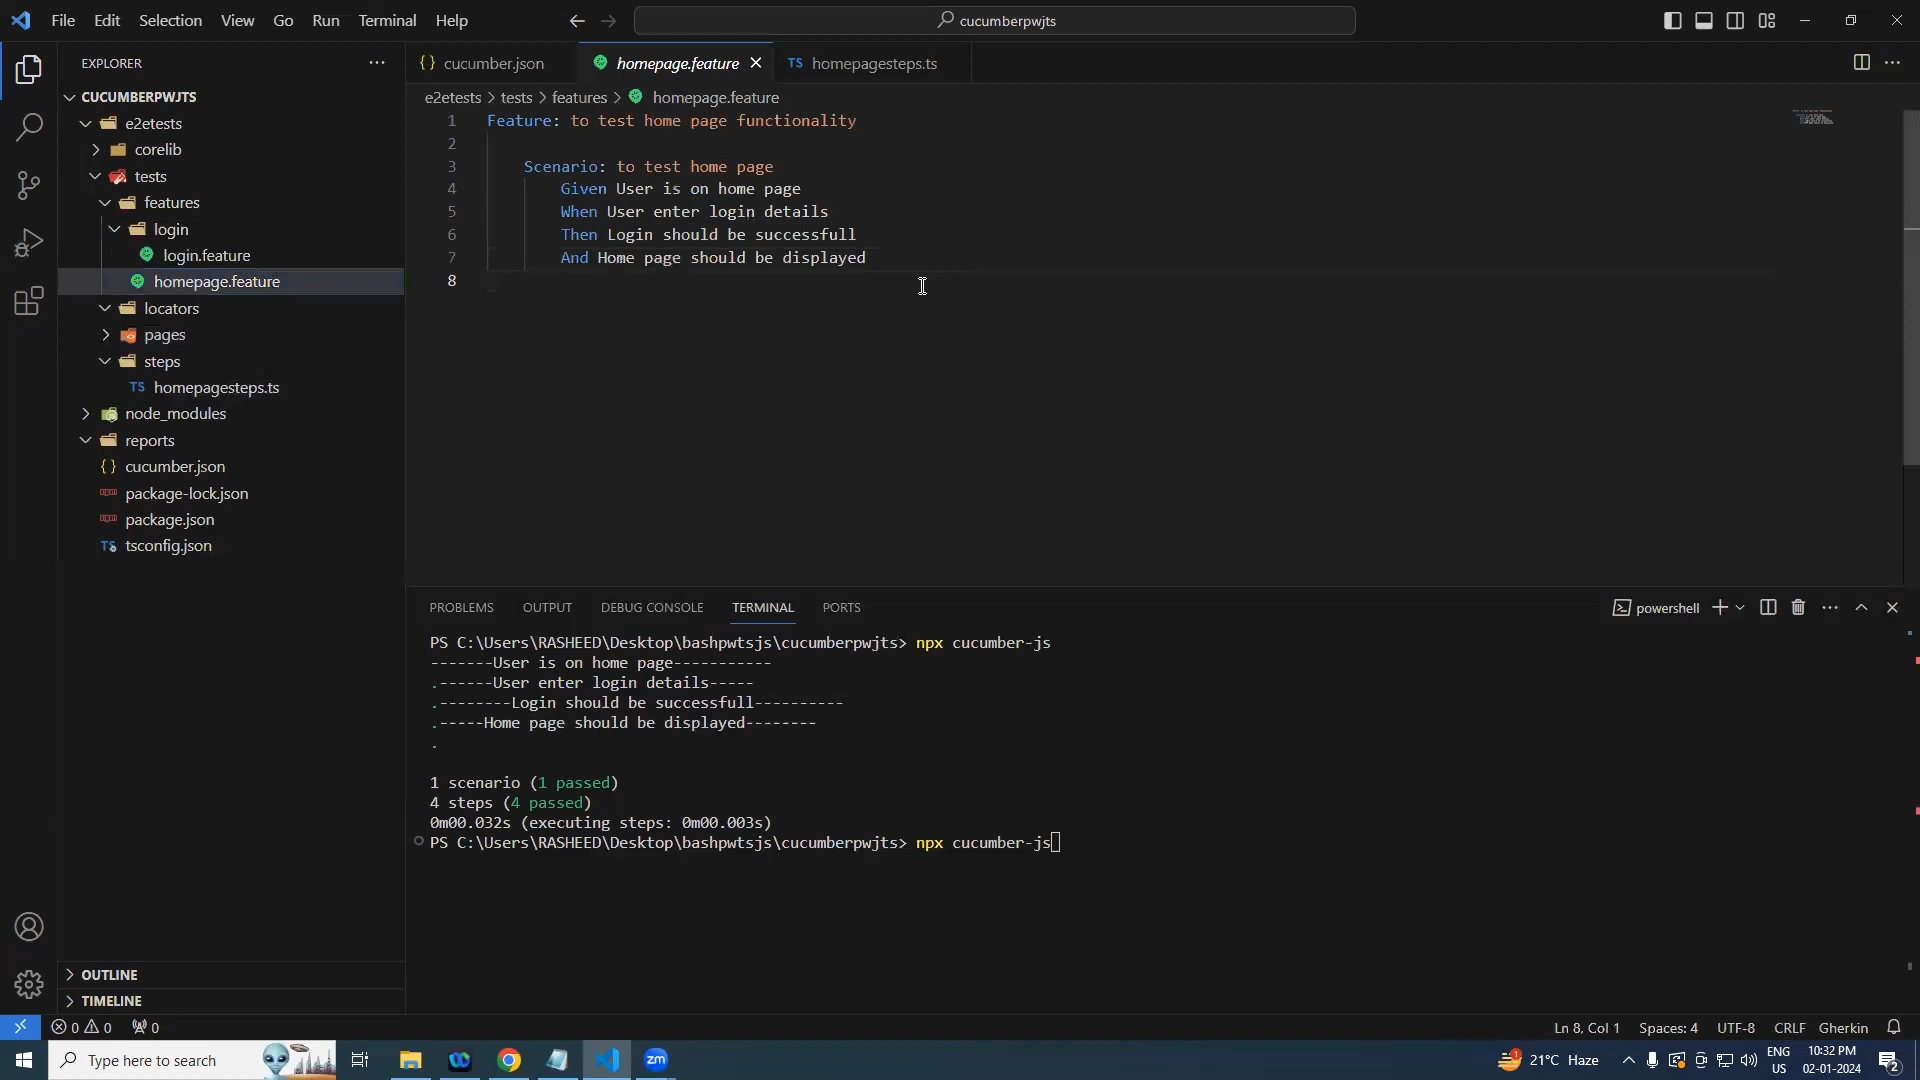 File Edit Selection View Go Run Terminal Help
cucumberpwjts
EXPLORER
CUCUMBERPWJTS
e2etests
corelib
tests
features
login
login.feature
homepage.feature
locators
pages
steps
TS homepagesteps.ts
node_modules
reports
{} cucumber.json
package-lock.json
package.json
TS tsconfig.json
OUTLINE
TIMELINE
{} cucumber.json
homepage.feature
TS homepagesteps.ts
e2etests > tests > features > homepage.feature
1 Feature: to test home page functionality
2
3 Scenario: to test home page
4 Given User is on home page
5 When User enter login details
6 Then Login should be successfull
7 And Home page should be displayed
8
PROBLEMS OUTPUT DEBUG CONSOLE TERMINAL PORTS
powershell
PS C:\Users\RASHEED\Desktop\bashpwtsjs\cucumberpwjts> npx cucumber-js
-------User is on home page-----------
.------User enter login details-----
.--------Login should be successfull----------
.-----Home page should be displayed--------
.
1 scenario (1 passed)
4 steps (4 passed)
0m00.032s (executing steps: 0m00.003s)
PS C:\Users\RASHEED\Desktop\bashpwtsjs\cucumberpwjts> npx cucumber-js
0 0 0
Ln 8, Col 1 Spaces: 4 UTF-8 CRLF Gherkin
Type here to search
zm
1
21°C Haze
ENG
US
10:32 PM
02-01-2024
2